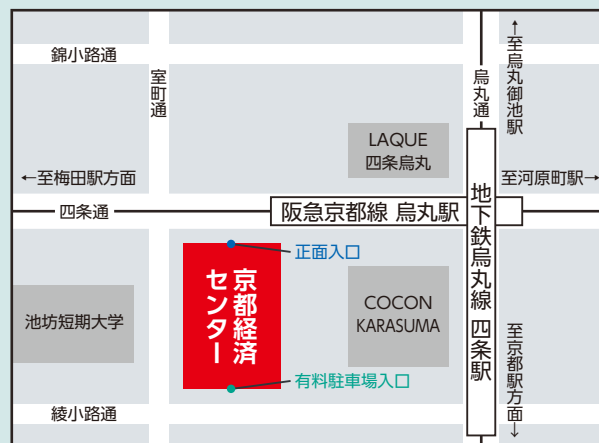 錦小路通
室町通
烏丸通
↑至烏丸御池駅
LAQUE
四条烏丸
←至梅田駅方面
至河原町駅→
四条通
阪急京都線 烏丸駅
地下鉄烏丸線 四条駅
正面入口
京都経済
センター
池坊短期大学
COCON
KARASUMA
至京都駅方面↓
有料駐車場入口
綾小路通